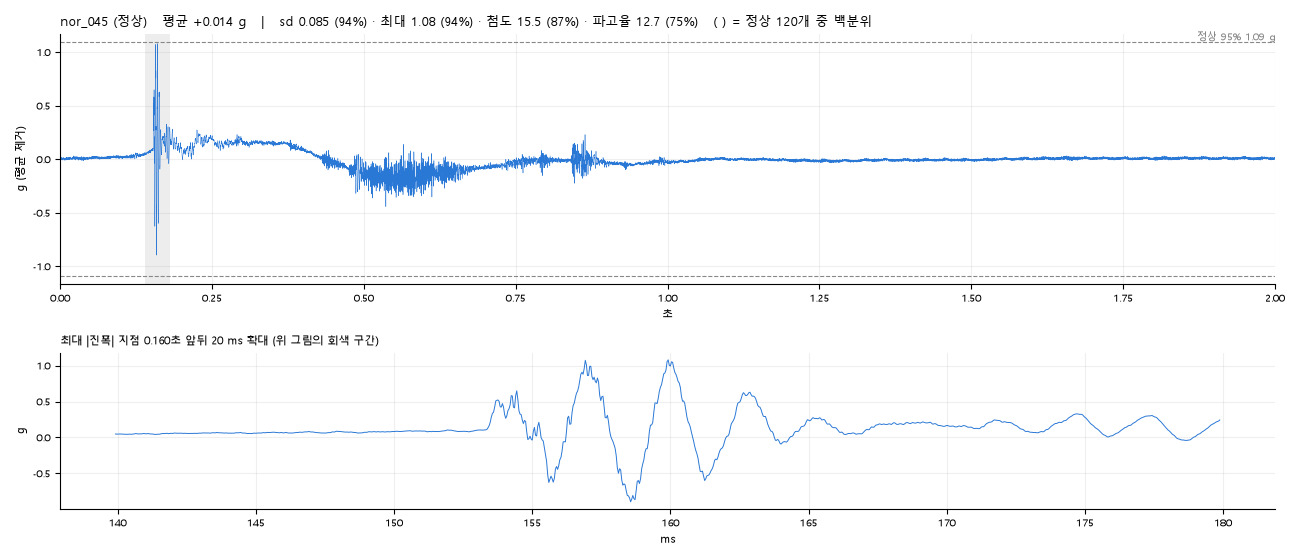 nor_045 (정상)    평균 +0.014 g    |    sd 0.085 (94%) · 최대 1.08 (94%) · 첨도 15.5 (87%) · 파고율 12.7 (75%)    ( ) = 정상 120개 중 백분위
정상 95% 1.09 g
1.0
0.5
0.0
-0.5
-1.0
g (평균 제거)
0.00 0.25 0.50 0.75 1.00 1.25 1.50 1.75 2.00
초
최대 |진폭| 지점 0.160초 앞뒤 20 ms 확대 (위 그림의 회색 구간)
1.0
0.5
0.0
-0.5
g
140 145 150 155 160 165 170 175 180
ms